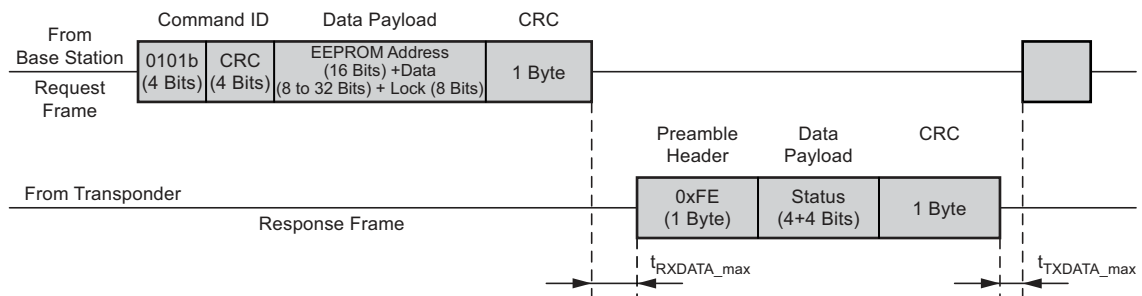 Command ID
Data Payload
CRC
From
Base Station
Request
Frame
0101b
(4 Bits)
CRC
(4 Bits)
EEPROM Address
(16 Bits) +Data
(8 to 32 Bits) + Lock (8 Bits)
1 Byte
Preamble
Header
Data
Payload
CRC
From Transponder
Response Frame
0xFE
(1 Byte)
Status
(4+4 Bits)
1 Byte
tRXDATA_max
tTXDATA_max